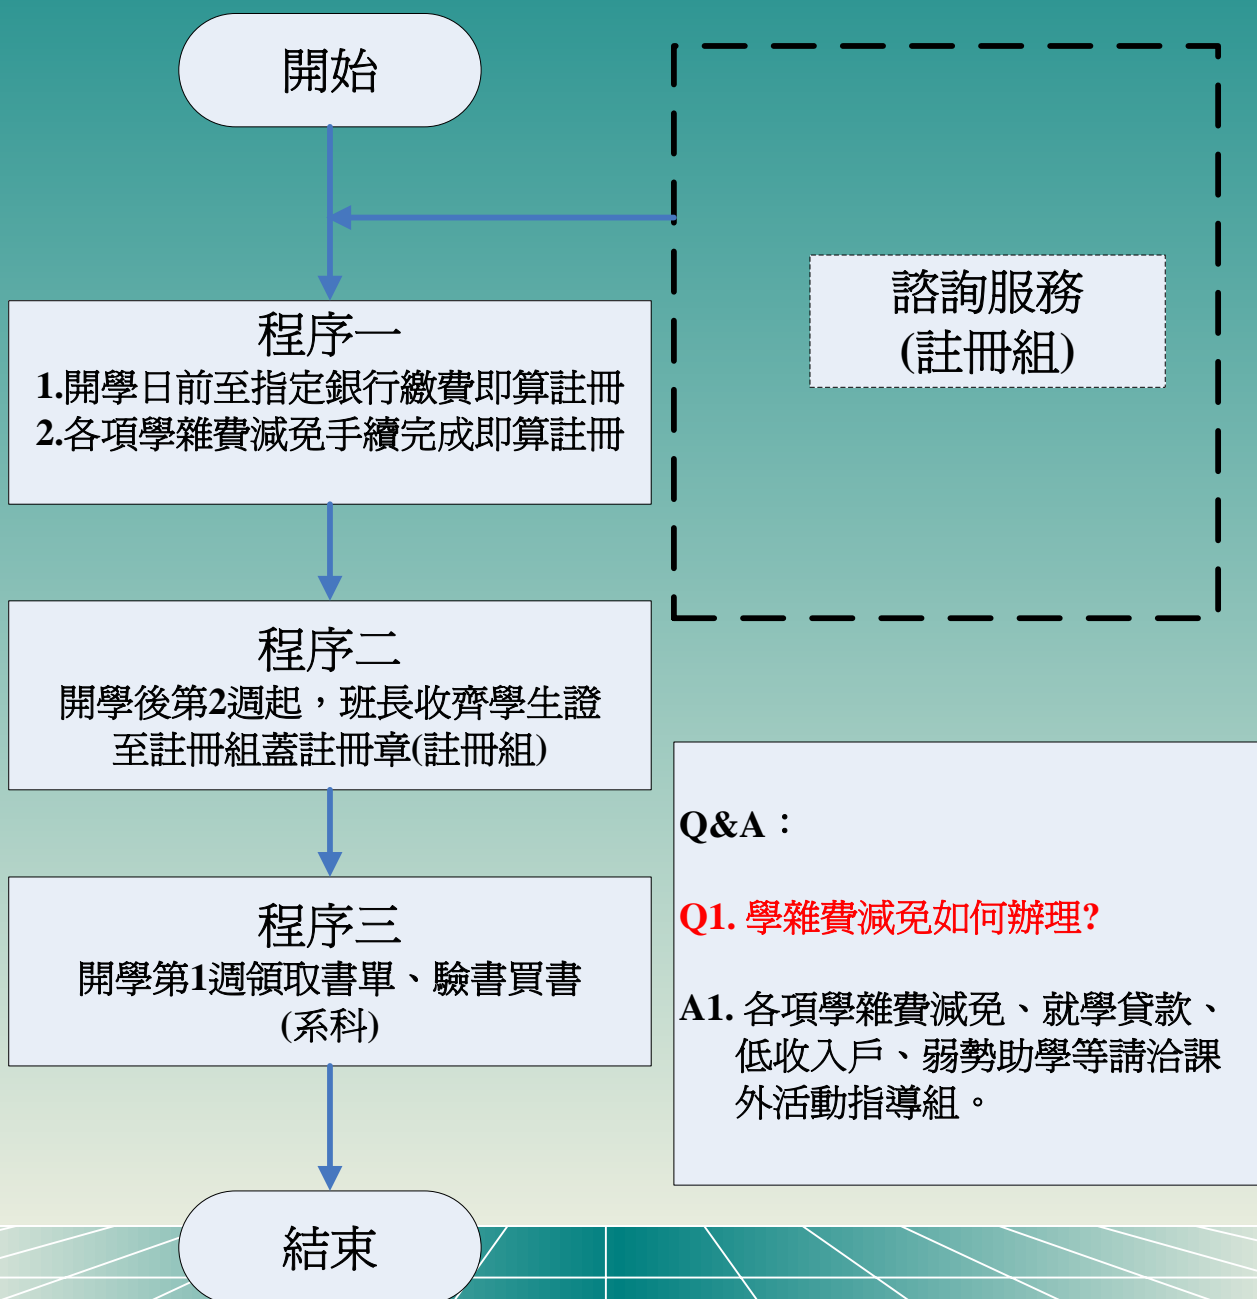 開始
諮詢服務
(註冊組)
程序一
1.開學日前至指定銀行繳費即算註冊
2.各項學雜費減免手續完成即算註冊
程序二
開學後第2週起，班長收齊學生證
至註冊組蓋註冊章(註冊組)
程序三
開學第1週領取書單、驗書買書
(系科)
結束
Q&A：
Q1. 學雜費減免如何辦理?
A1. 各項學雜費減免、就學貸款、
低收入戶、弱勢助學等請洽課
外活動指導組。